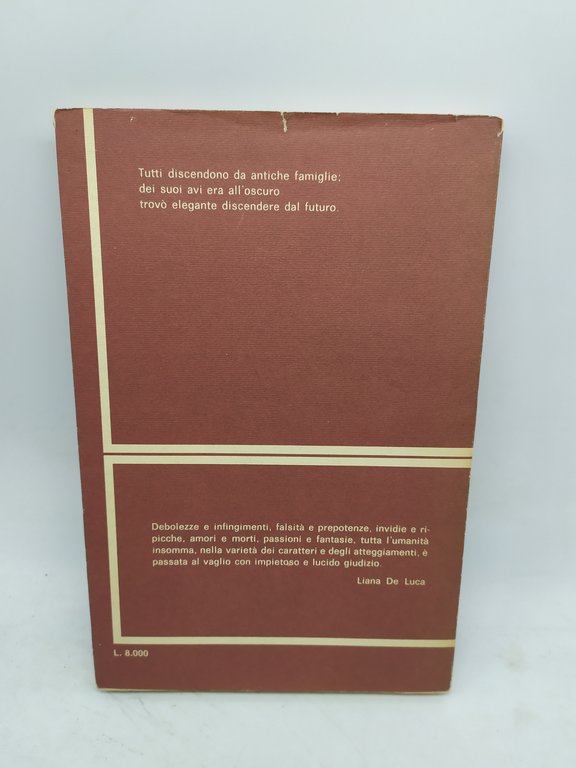 Tutti discendono da antiche famiglie;
dei suoi avi era all'oscuro
trovò elegante discendere dal futuro.
Debolezze e infingimenti, falsità e prepotenze, invidie e ri-
picche, amori e morti, passioni e fantasie, tutta l'umanità
insomma, nella varietà dei caratteri e degli atteggiamenti, è
passata al vaglio con impietoso e lucido giudizio.
Liana De Luca
L. 8.000